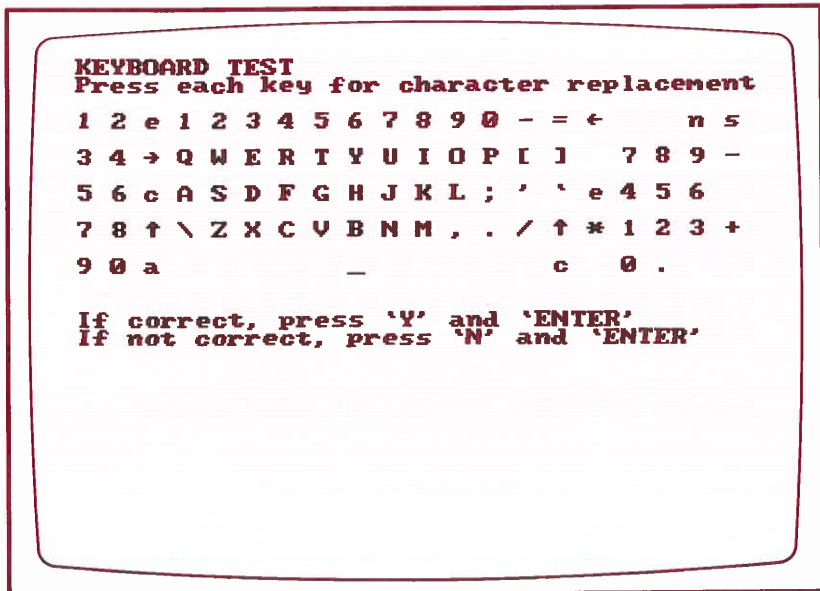 KEYBOARD TEST
Press each key for character replacement
1 2 e 1 2 3 4 5 6 7 8 9 0 - = ← n s
3 4 → Q W E R T Y U I O P [ ] 7 8 9 -
5 6 c A S D F G H J K L ; ' ` e 4 5 6
7 8 ↑ \ Z X C V B N M , . / ↑ * 1 2 3 +
9 0 a _ c 0 .
If correct, press 'Y' and 'ENTER'
If not correct, press 'N' and 'ENTER'